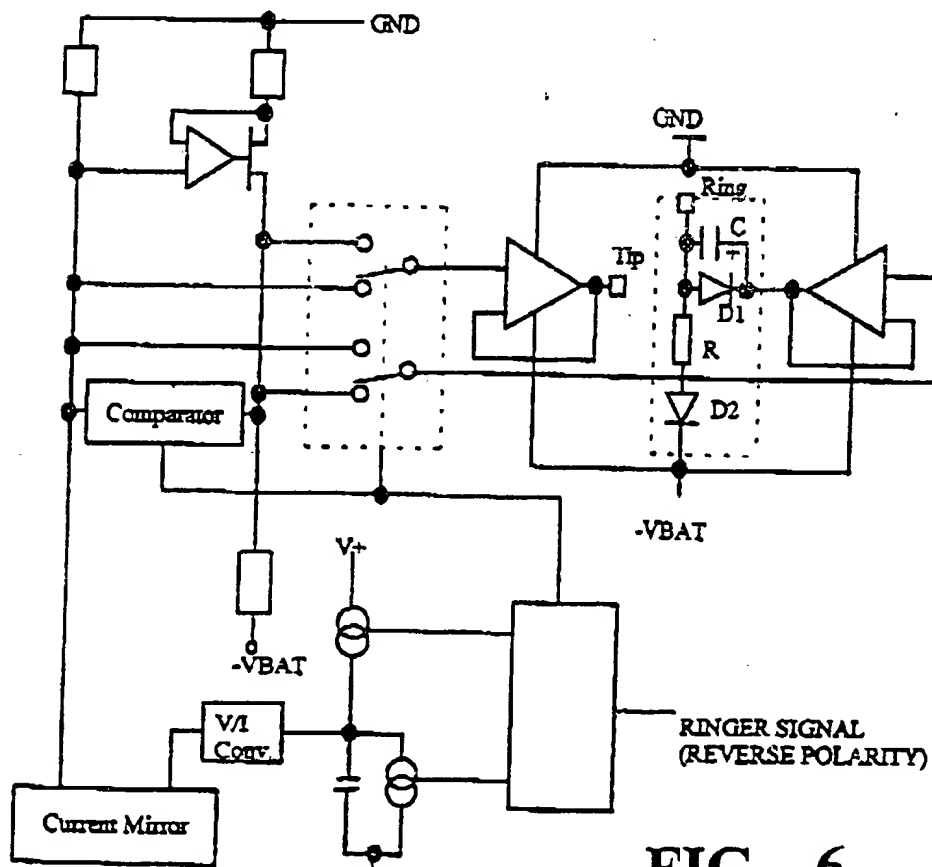 GND
GND
Ring
C
+
Tip
D1
R
Comparator
D2
-VBAT
V+
-VBAT
V/I
Conv.
RINGER SIGNAL
(REVERSE POLARITY)
Current Mirror
FIG. 6